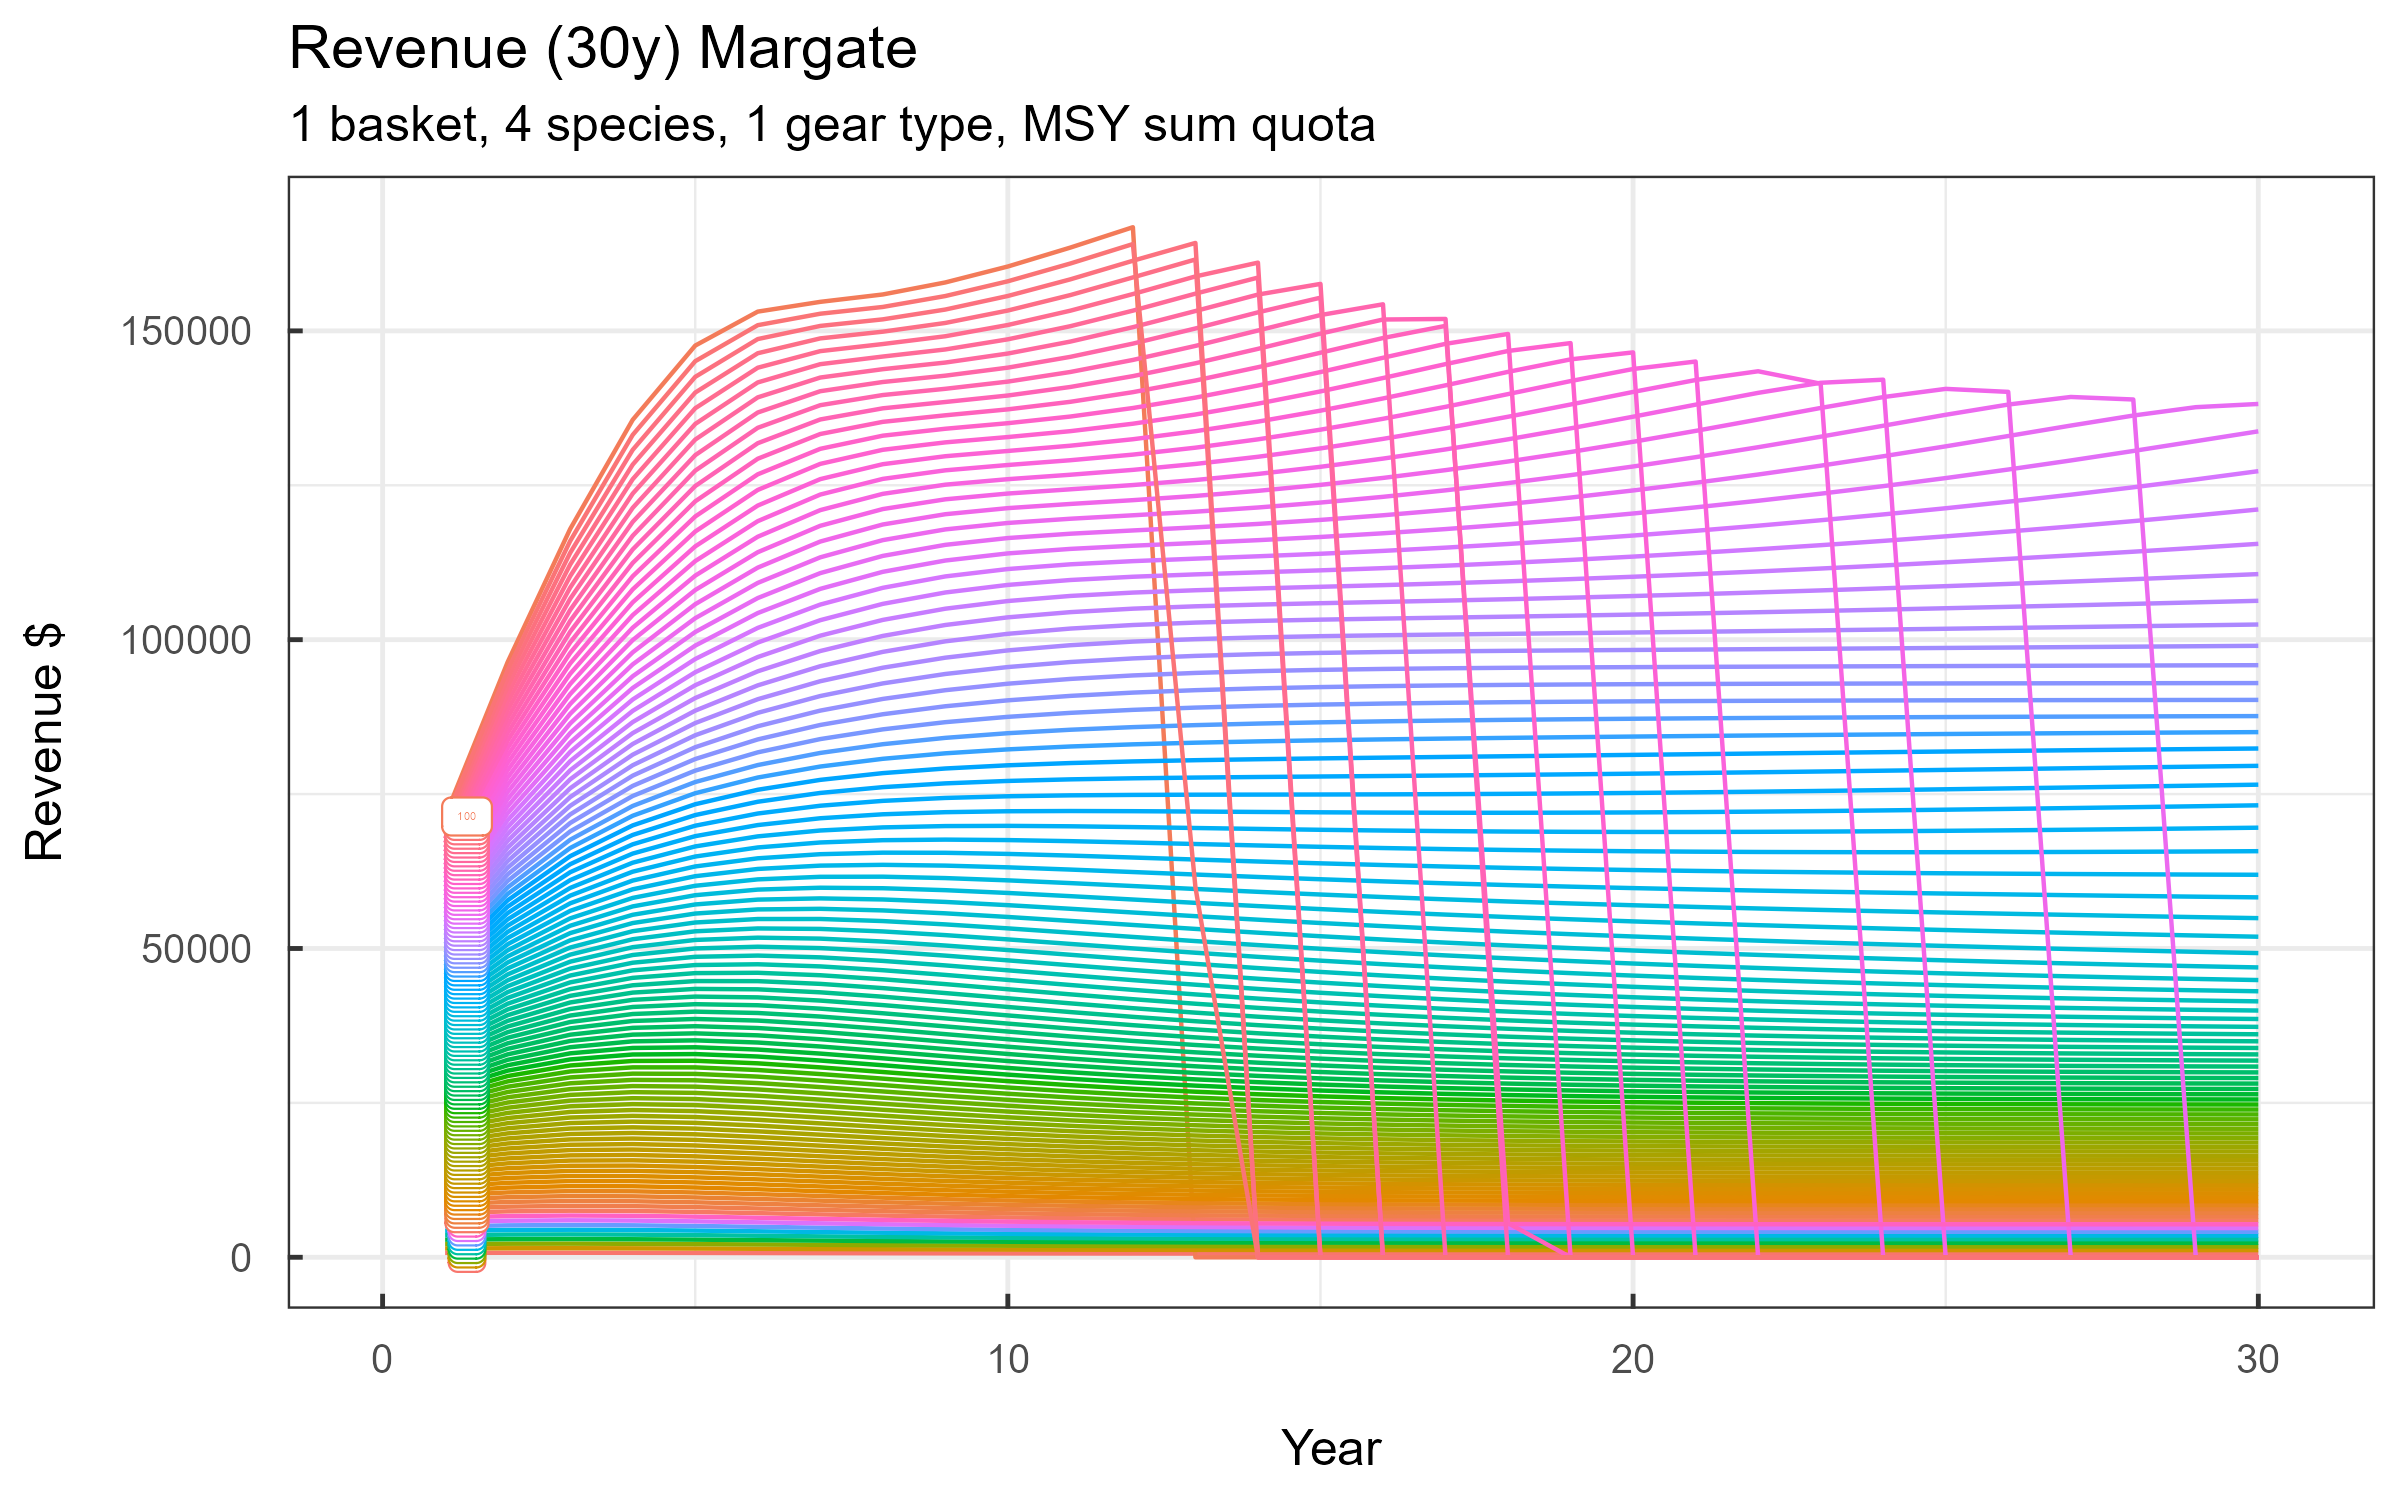 Revenue (30y) Margate
1 basket, 4 species, 1 gear type, MSY sum quota
Revenue $
150000
100000
50000
0
100
0 10 20 30
Year